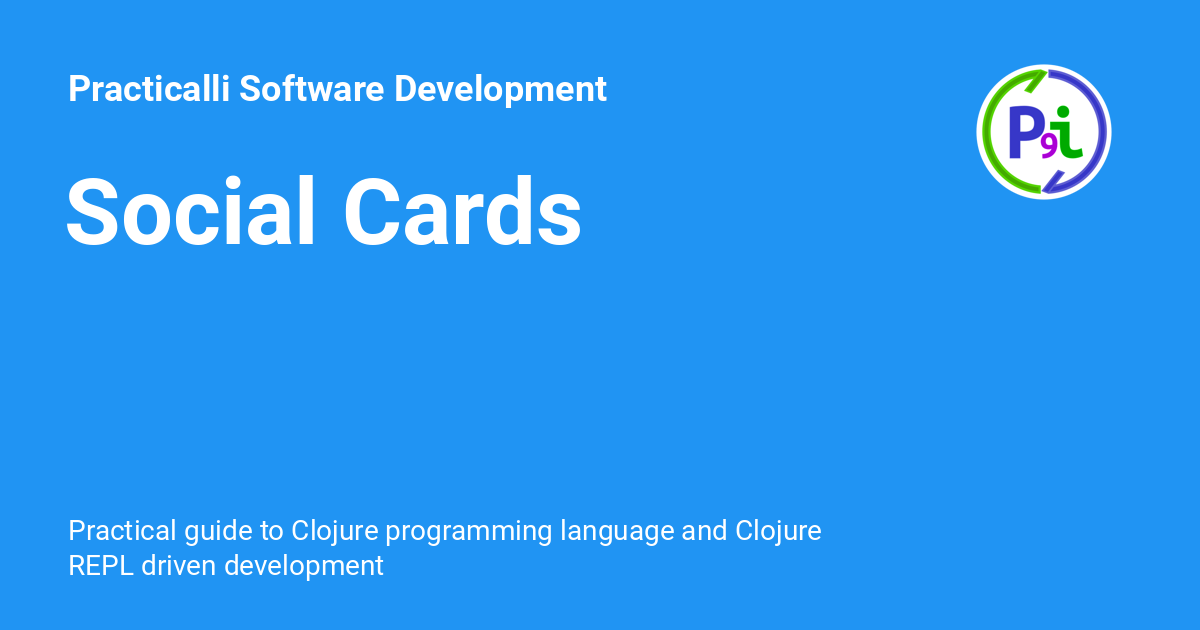 Practicalli Software Development
P9i
Social Cards
Practical guide to Clojure programming language and Clojure
REPL driven development